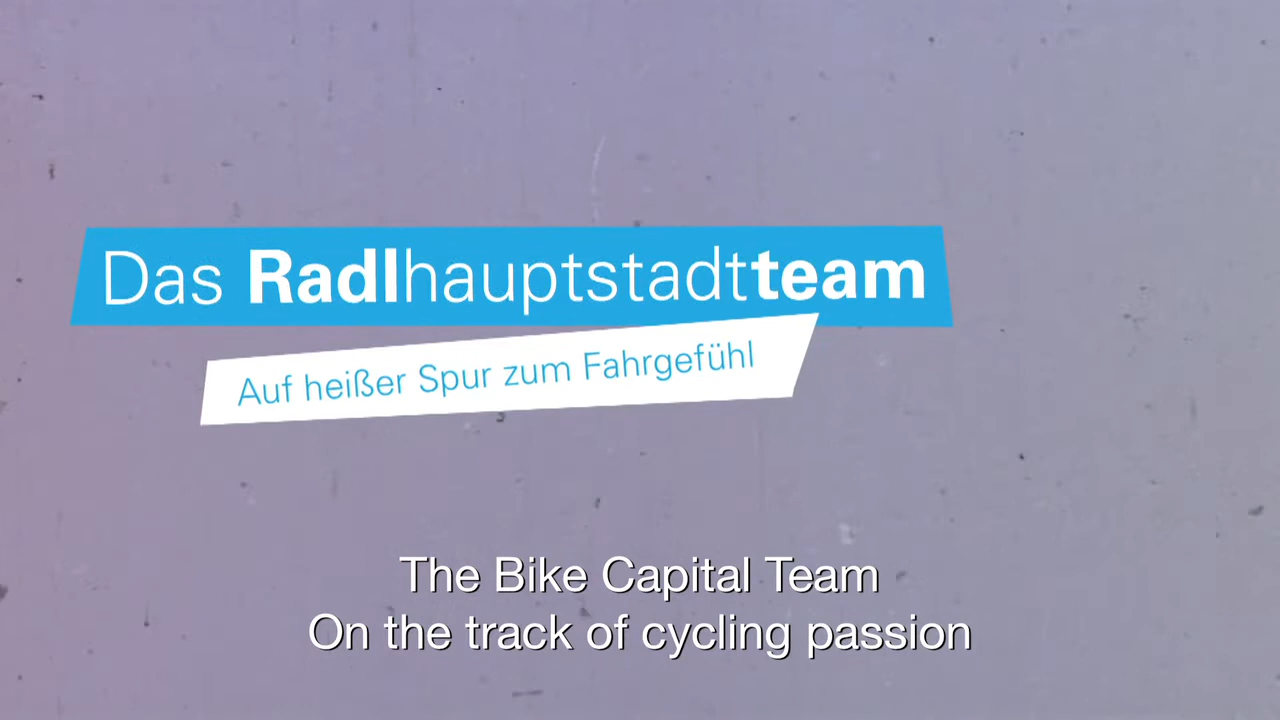 Das Radlhauptstadtteam
Auf heißer Spur zum Fahrgefühl
The Bike Capital Team
On the track of cycling passion